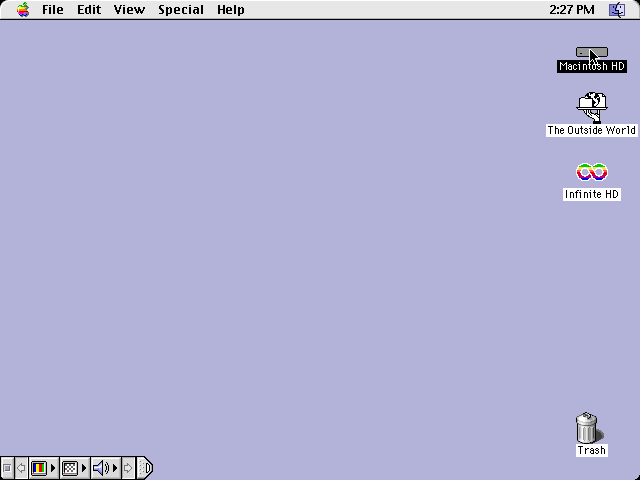 File Edit View Special Help 2:27 PM
Macintosh HD
The Outside World
Infinite HD
Trash